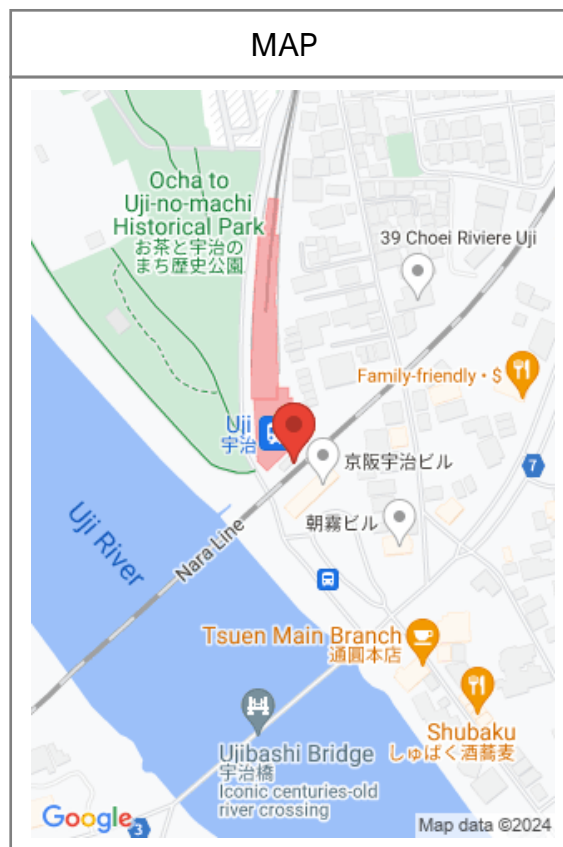 MAP
Ocha to
Uji-no-machi
Historical Park
お茶と宇治の
まち歴史公園
39 Choei Riviere Uji
Family-friendly • $
Uji
宇治
京阪宇治ビル
7
朝霧ビル
Nara Line
Uji River
Tsuen Main Branch
通圓本店
Shubaku
しゅばく酒蕎麦
Ujibashi Bridge
宇治橋
Iconic centuries-old
river crossing
Google
3
Map data ©2024